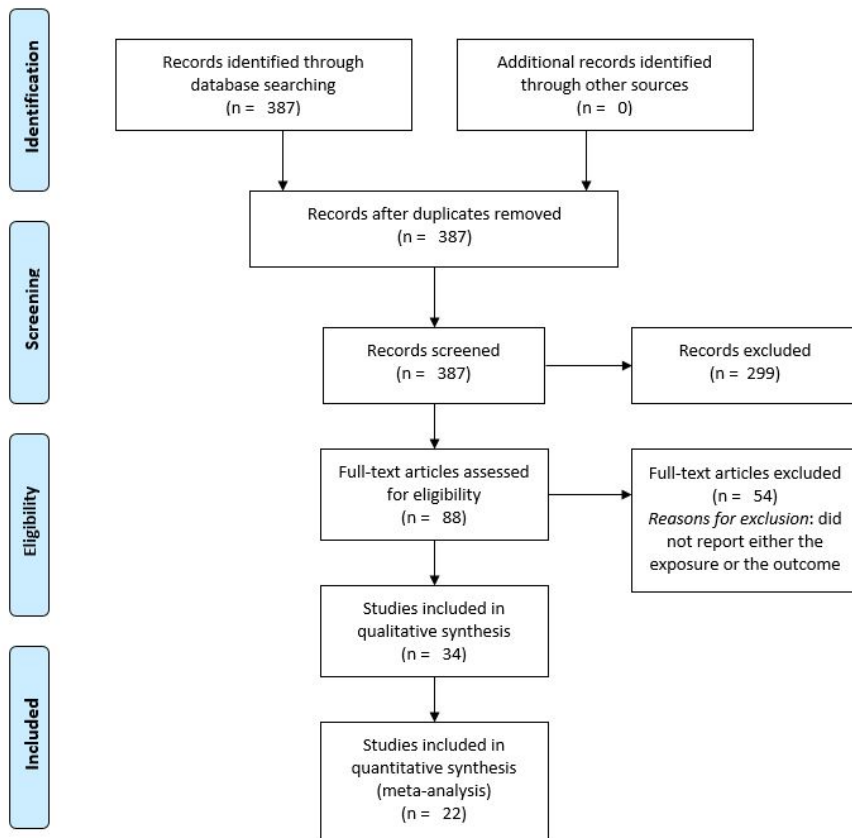 Identification
Records identified through
database searching
(n = 387)
Additional records identified
through other sources
(n = 0)
Records after duplicates removed
(n = 387)
Screening
Records screened
(n = 387)
Records excluded
(n = 299)
Eligibility
Full-text articles assessed
for eligibility
(n = 88)
Full-text articles excluded
(n = 54)
Reasons for exclusion: did
not report either the
exposure or the outcome
Studies included in
qualitative synthesis
(n = 34)
Included
Studies included in
quantitative synthesis
(meta-analysis)
(n = 22)